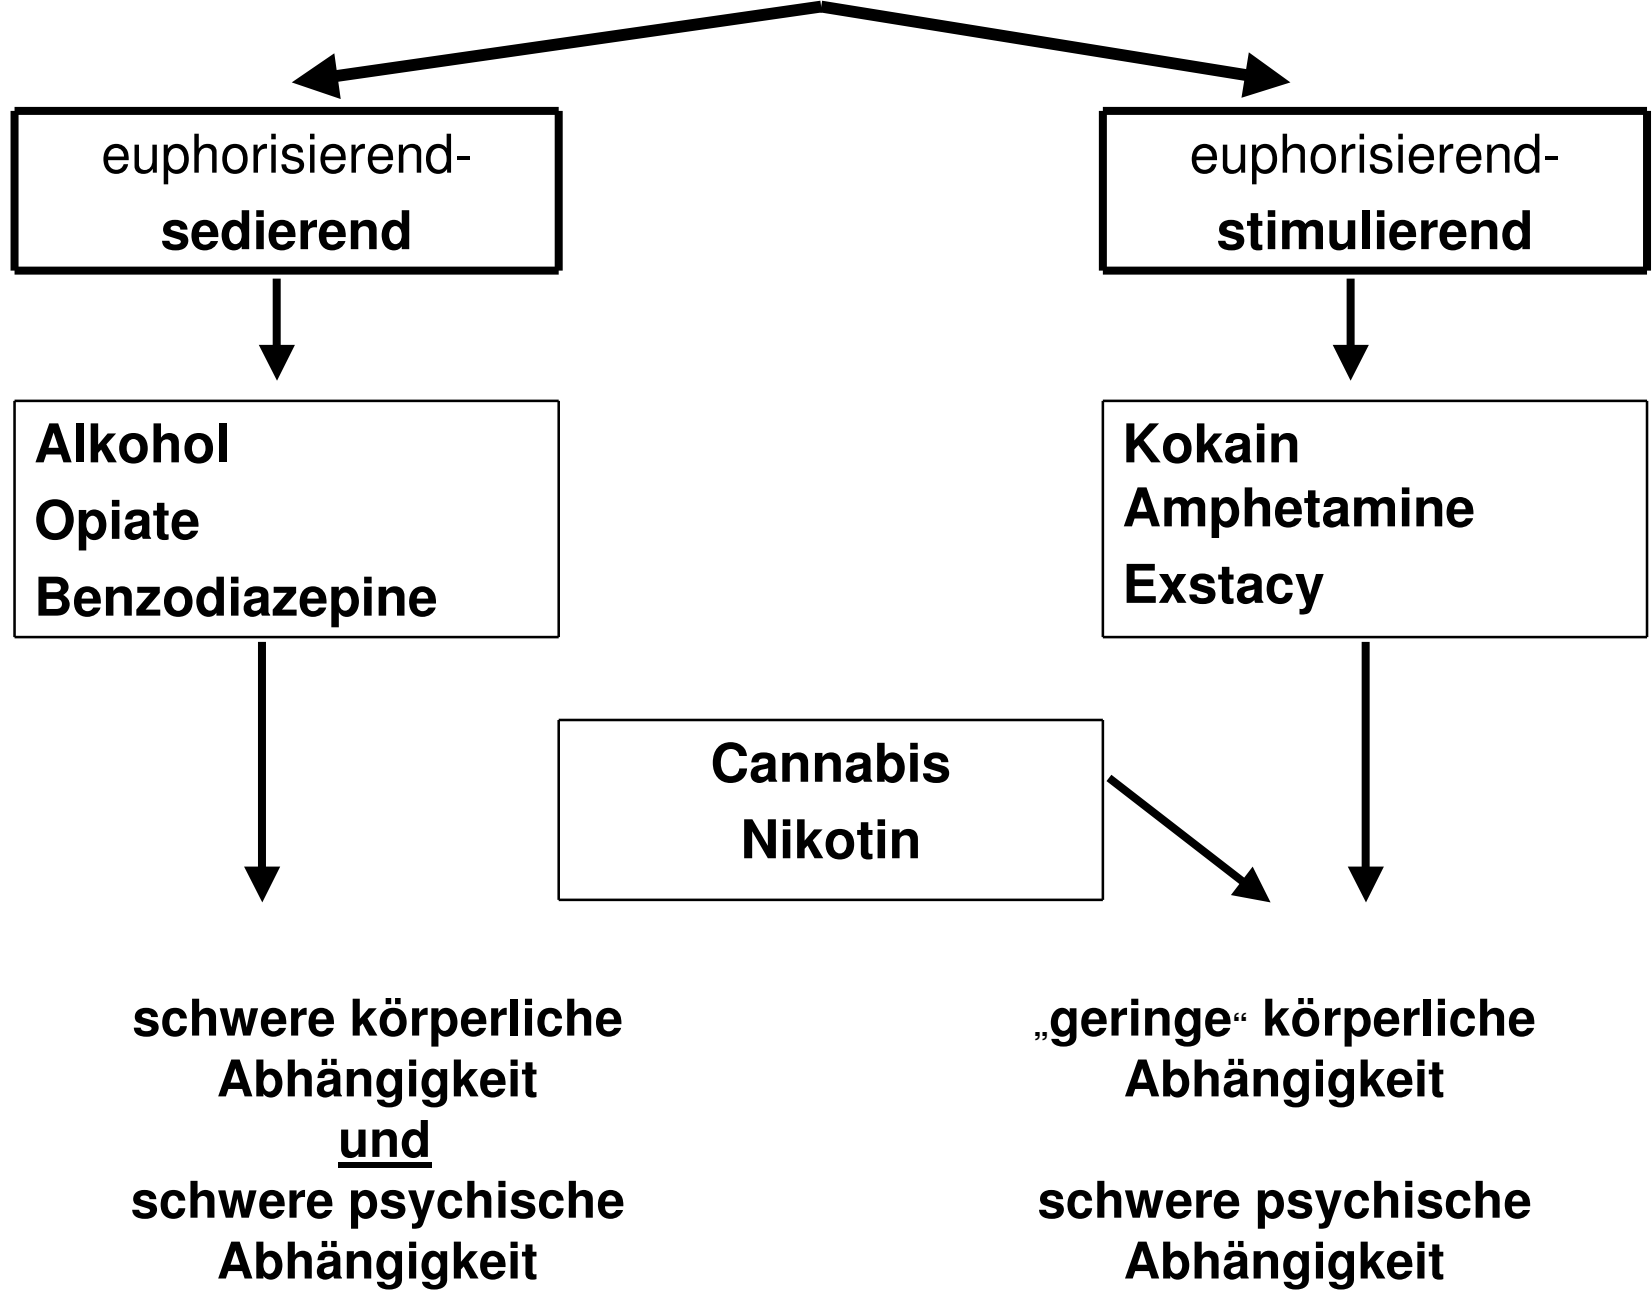 euphorisierend-
sedierend
euphorisierend-
stimulierend
Alkohol
Opiate
Benzodiazepine
Kokain
Amphetamine
Exstacy
Cannabis
Nikotin
schwere körperliche
Abhängigkeit
und
schwere psychische
Abhängigkeit
„geringe“ körperliche
Abhängigkeit
schwere psychische
Abhängigkeit